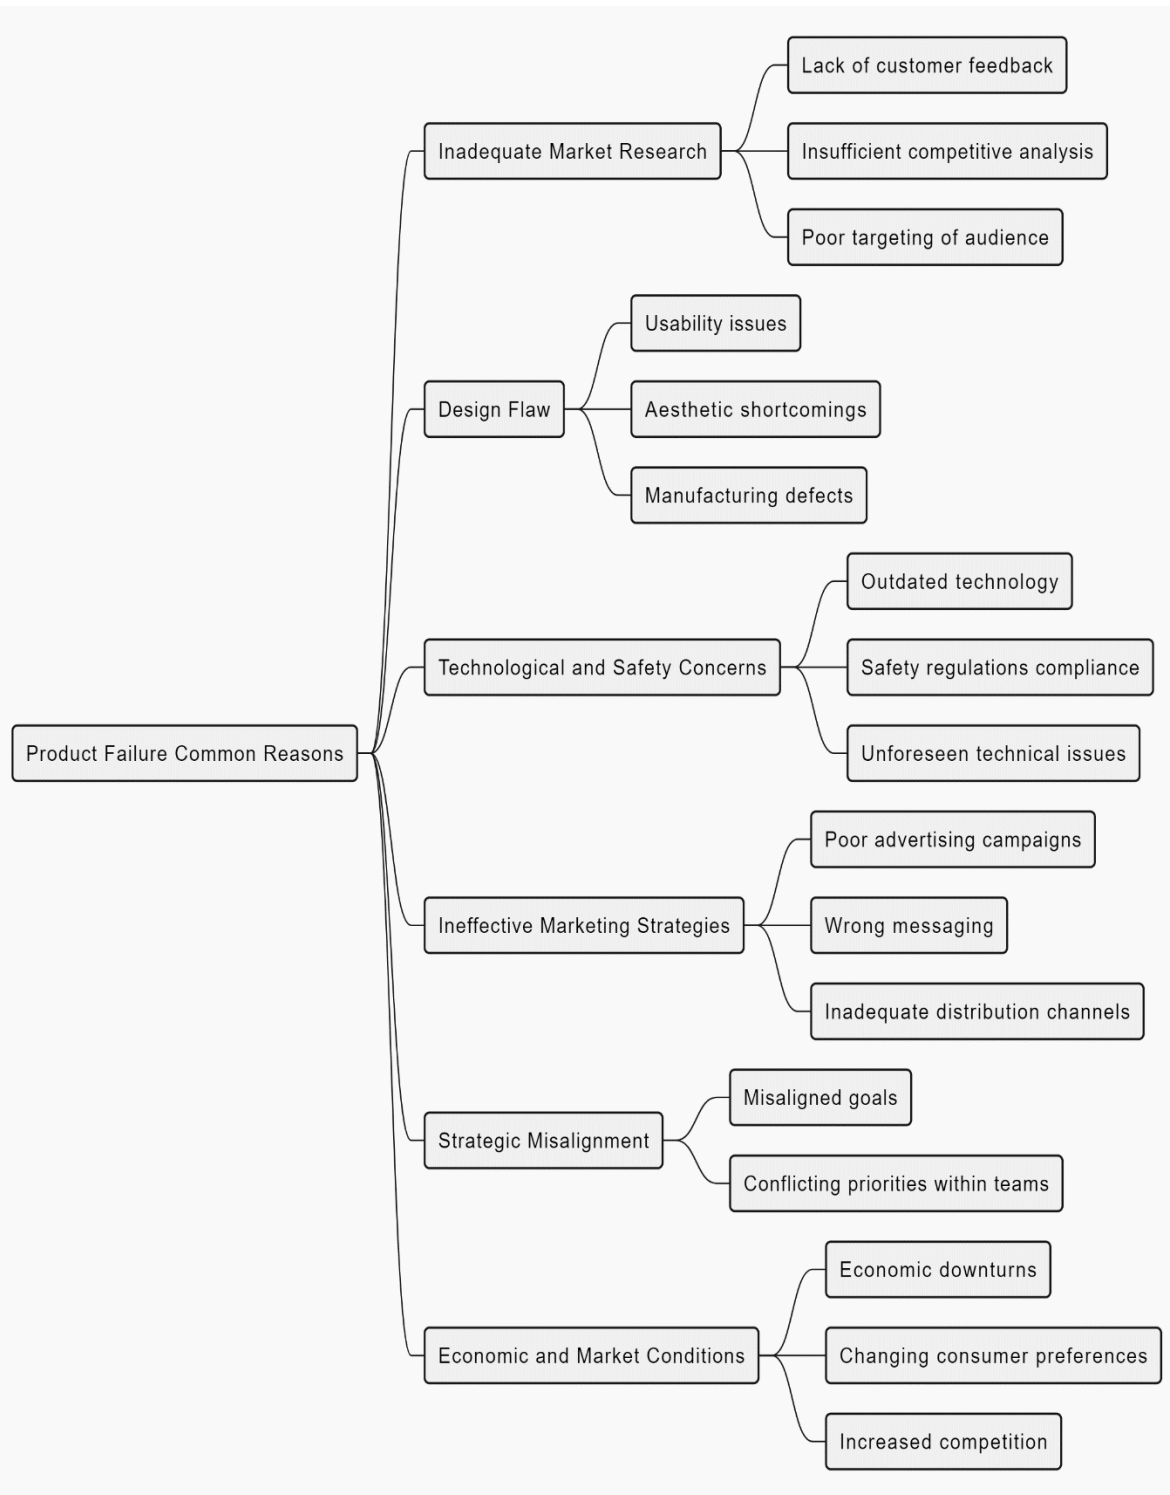 Product Failure Common Reasons
Inadequate Market Research
Lack of customer feedback
Insufficient competitive analysis
Poor targeting of audience
Design Flaw
Usability issues
Aesthetic shortcomings
Manufacturing defects
Technological and Safety Concerns
Outdated technology
Safety regulations compliance
Unforeseen technical issues
Ineffective Marketing Strategies
Poor advertising campaigns
Wrong messaging
Inadequate distribution channels
Strategic Misalignment
Misaligned goals
Conflicting priorities within teams
Economic and Market Conditions
Economic downturns
Changing consumer preferences
Increased competition